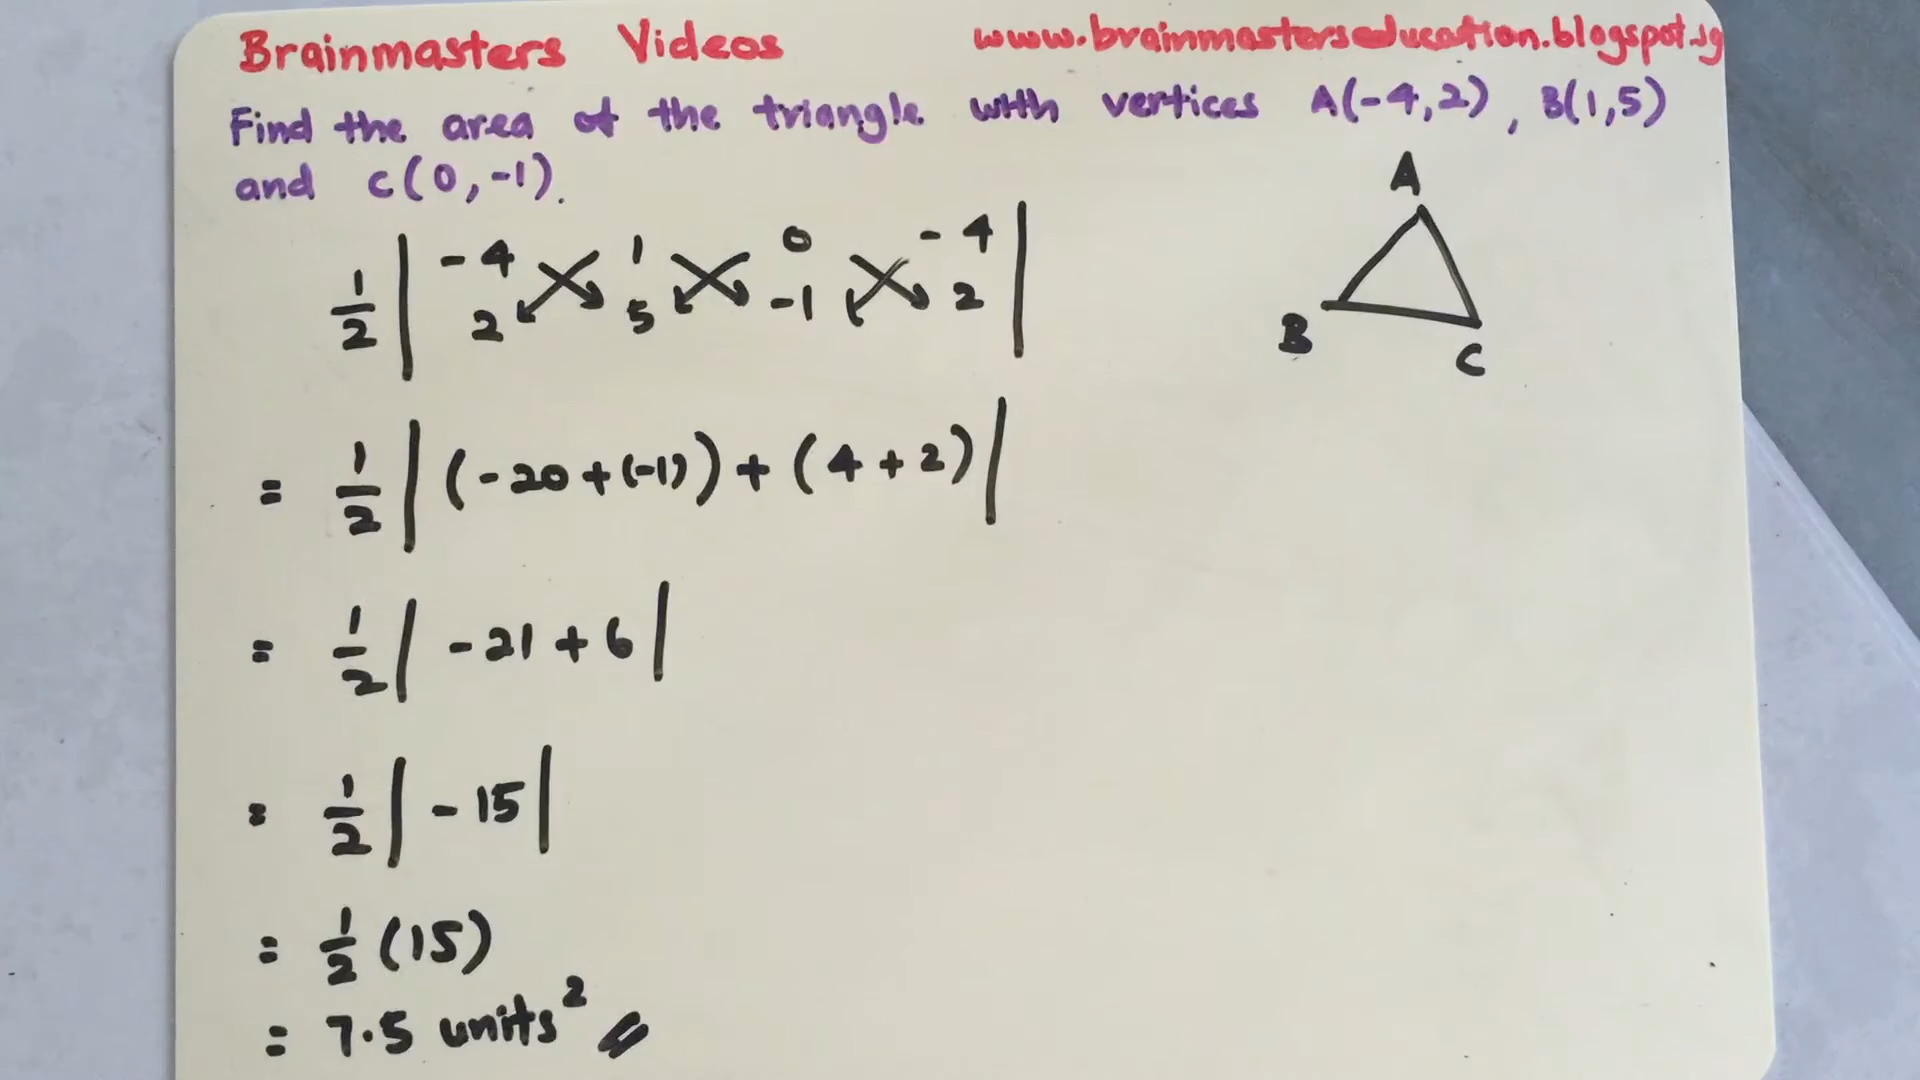 Brainmasters Videos www.brainmasterseducation.blogspot.sg
Find the area of the triangle with vertices A(-4,2), B(1,5)
and C(0,-1).
A
B
C
1/2 | -4 1 0 -4 |
2 5 -1 2
= 1/2 | (-20+(-1)) + (4+2) |
= 1/2 | -21 + 6 |
= 1/2 | -15 |
= 1/2 (15)
= 7.5 units²